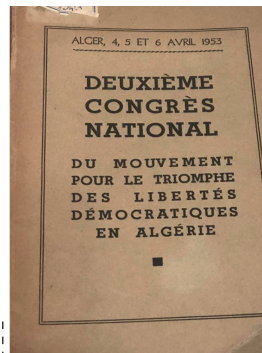 ALGER, 4, 5 ET 6 AVRIL 1953
DEUXIÈME
CONGRÈS
NATIONAL
DU MOUVEMENT
POUR LE TRIOMPHE
DES LIBERTÉS
DÉMOCRATIQUES
EN ALGÉRIE